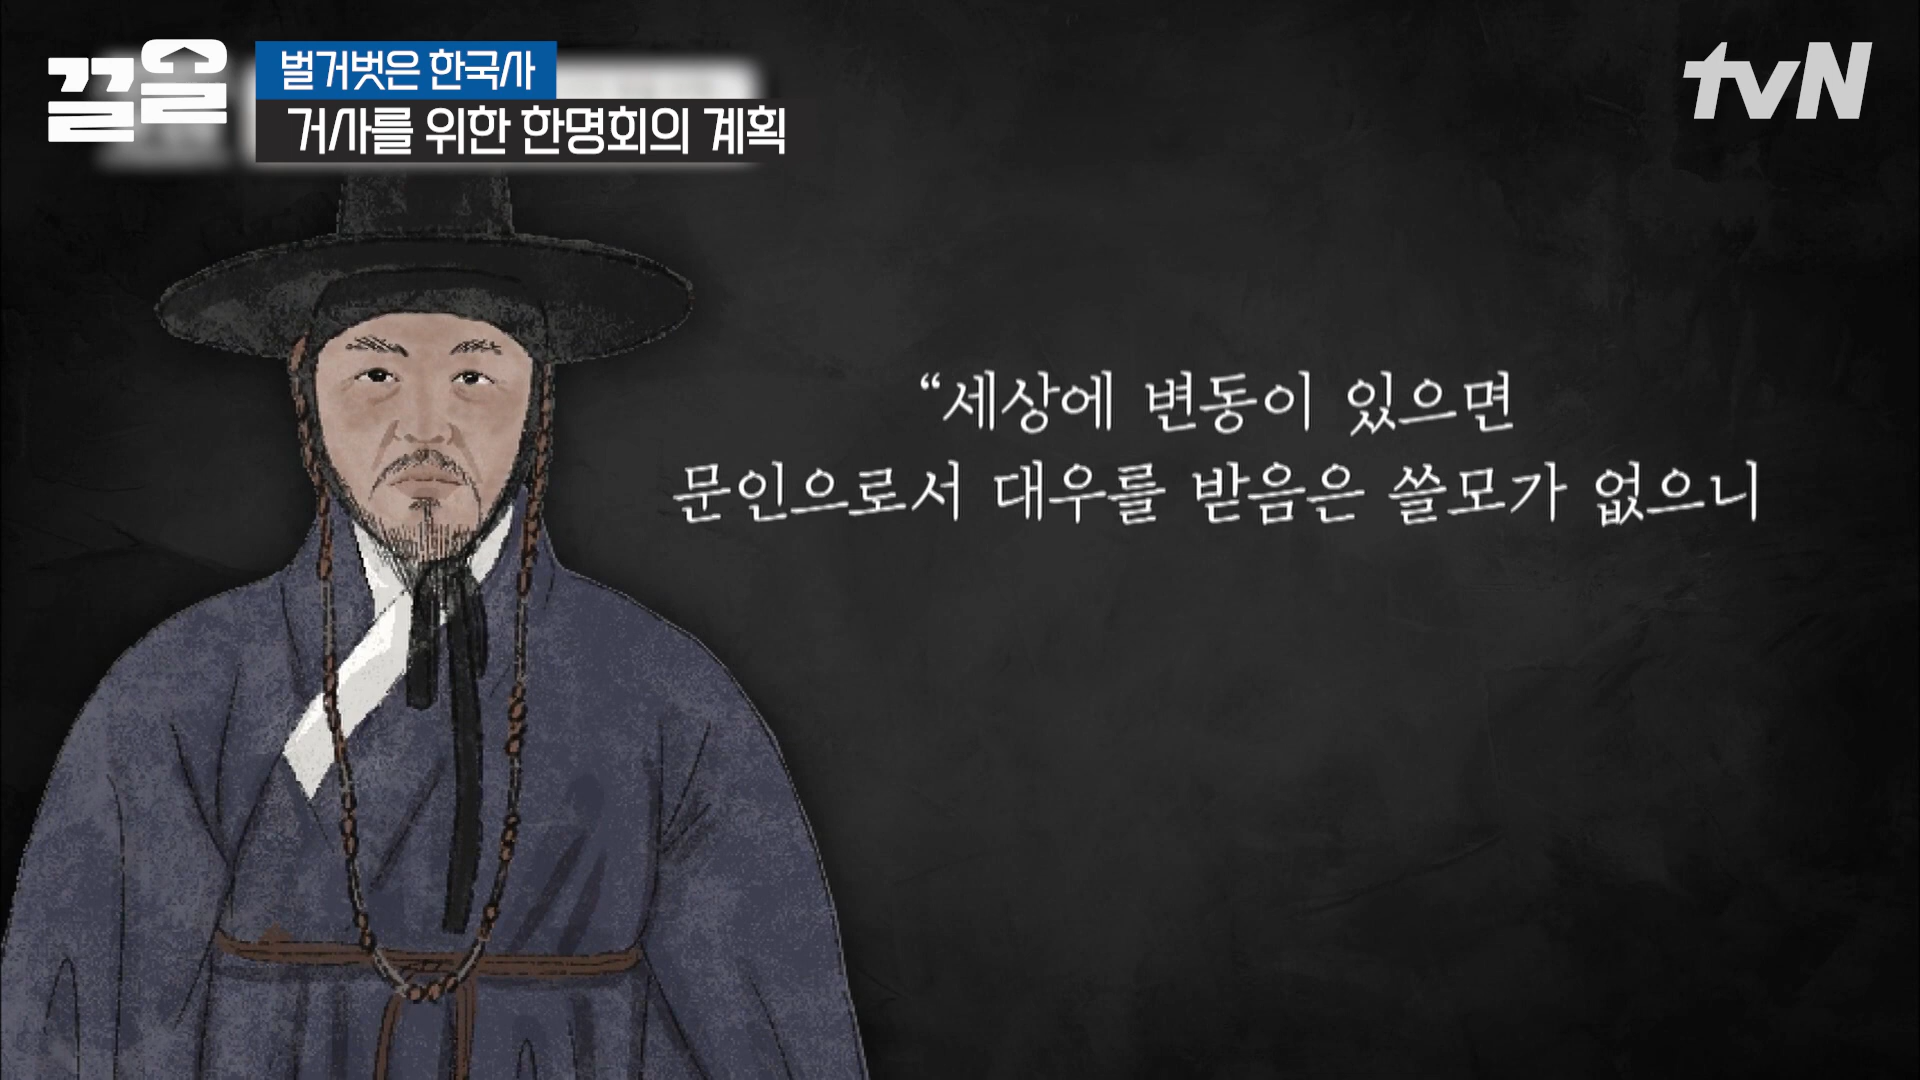 끌올
벌거벗은 한국사
거사를 위한 한명회의 계획
tvN
“세상에 변동이 있으면
문인으로서 대우를 받음은 쓸모가 없으니